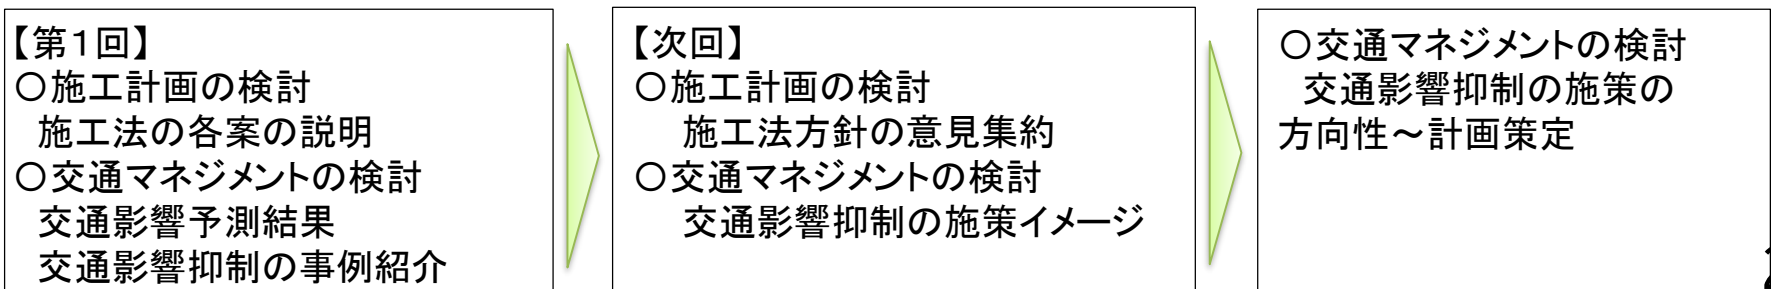 【第1回】
〇施工計画の検討
施工法の各案の説明
〇交通マネジメントの検討
交通影響予測結果
交通影響抑制の事例紹介
【次回】
〇施工計画の検討
施工法方針の意見集約
〇交通マネジメントの検討
交通影響抑制の施策イメージ
〇交通マネジメントの検討
交通影響抑制の施策の
方向性～計画策定